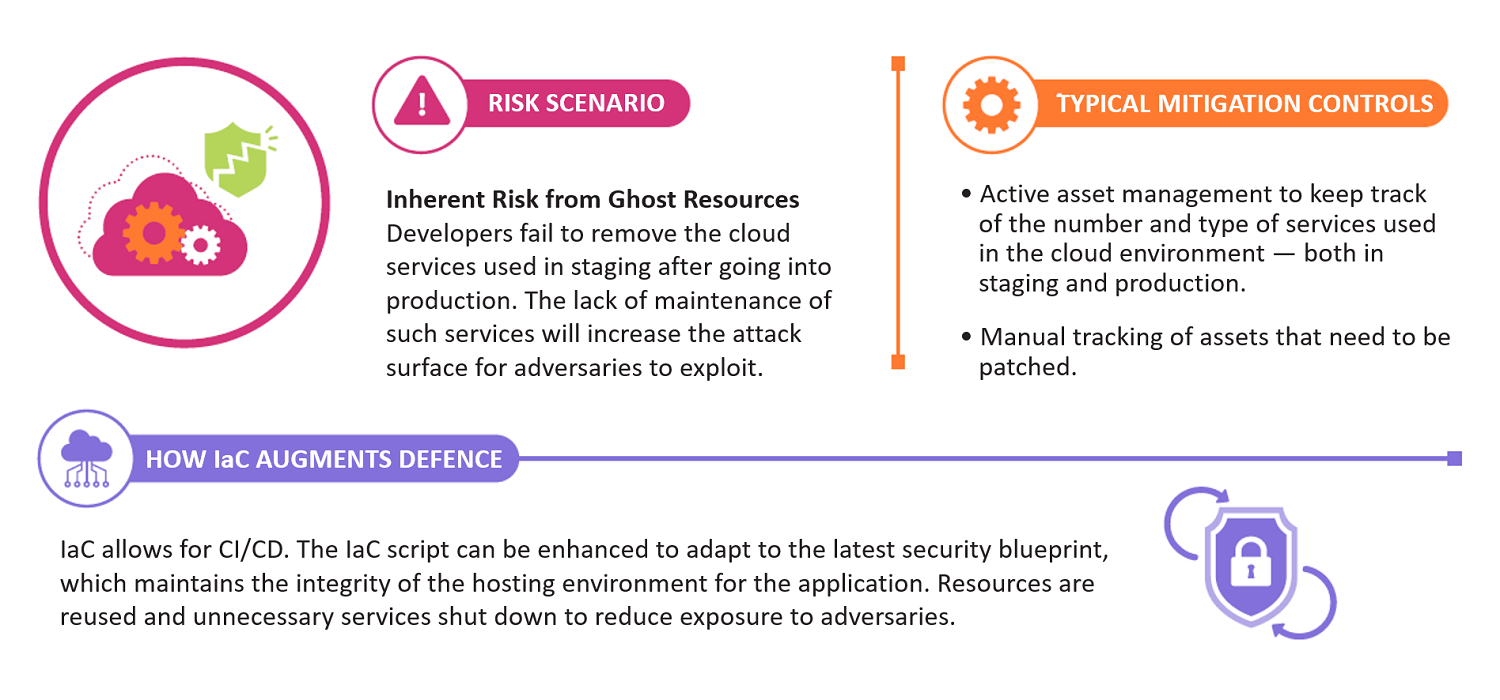 RISK SCENARIO
Inherent Risk from Ghost Resources
Developers fail to remove the cloud
services used in staging after going into
production. The lack of maintenance of
such services will increase the attack
surface for adversaries to exploit.
TYPICAL MITIGATION CONTROLS
• Active asset management to keep track
of the number and type of services used
in the cloud environment — both in
staging and production.
• Manual tracking of assets that need to be
patched.
HOW IaC AUGMENTS DEFENCE
IaC allows for CI/CD. The IaC script can be enhanced to adapt to the latest security blueprint,
which maintains the integrity of the hosting environment for the application. Resources are
reused and unnecessary services shut down to reduce exposure to adversaries.